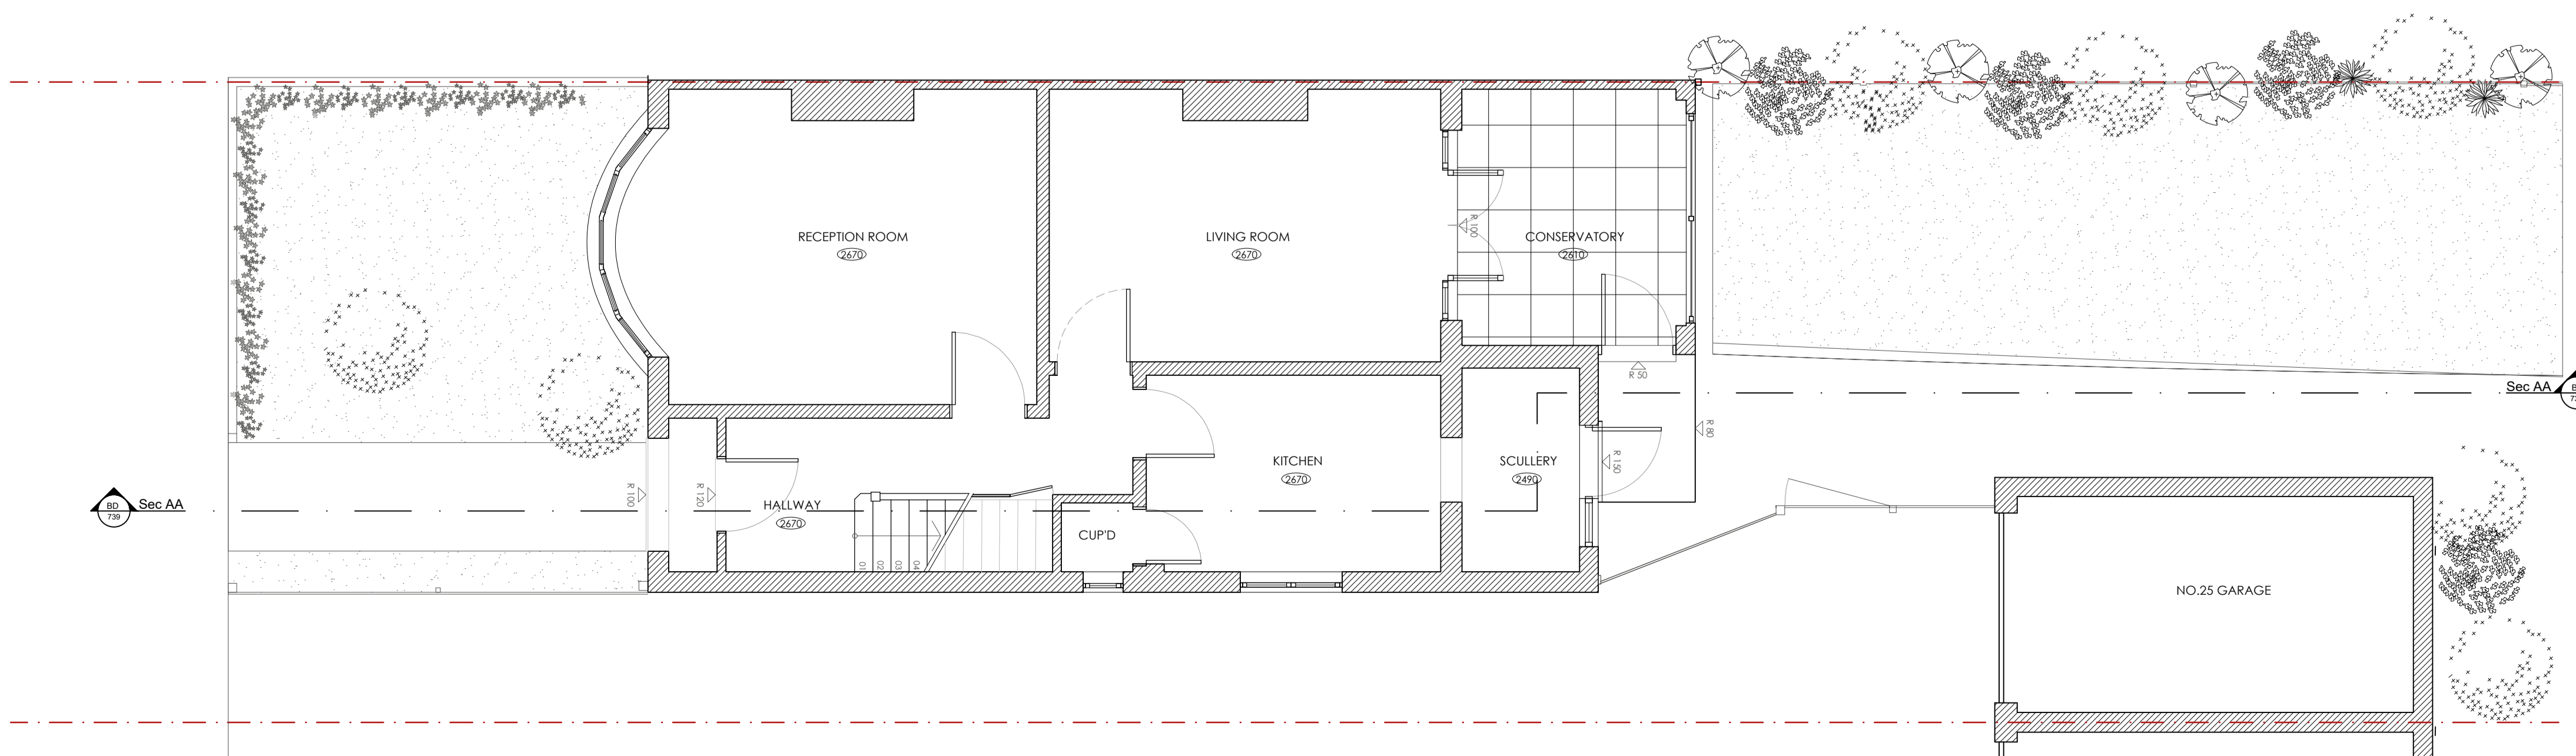 RECEPTION ROOM
2670
LIVING ROOM
2670
R 100
CONSERVATORY
2610
R 50
R 80
Sec AA
KITCHEN
2670
SCULLERY
2490
R 150
BD
739
Sec AA
R 100
R 120
HALLWAY
2670
CUP'D
01
02
03
04
NO.25 GARAGE